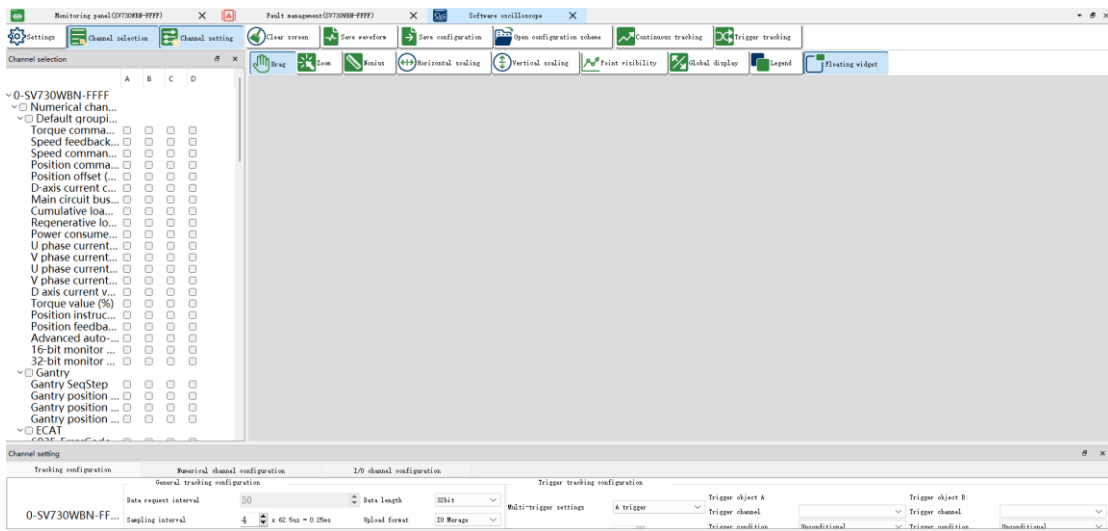 Monitoring panel(SV730WBN-FFFF)
Fault management(SV730WBN-FFFF)
Software oscilloscope
Settings
Channel selection
Channel setting
Clear screen
Save waveform
Save configuration
Open configuration scheme
Continuous tracking
Trigger tracking
Channel selection
Drag
Zoom
Nonius
Horizontal scaling
Vertical scaling
Point visibility
Global display
Legend
Floating widget
A B C D
0-SV730WBN-FFFF
Numerical chan...
Default groupi...
Torque comma...
Speed feedback...
Speed comman...
Position comma...
Position offset (...
D-axis current c...
Main circuit bus...
Cumulative loa...
Regenerative lo...
Power consume...
U phase current...
V phase current...
U phase current...
V phase current...
D axis current v...
Torque value (%)
Position instruc...
Position feedba...
Advanced auto-...
16-bit monitor ...
32-bit monitor ...
Gantry
Gantry SeqStep
Gantry position ...
Gantry position ...
Gantry position ...
ECAT
Channel setting
Tracking configuration
Numerical channel configuration
I/O channel configuration
General tracking configuration
Trigger tracking configuration
0-SV730WBN-FF...
Data request interval 50
Data length 32bit
Sampling interval 4 x 62.5us = 0.25ms
Upload format IO Merage
Multi-trigger settings A trigger
Trigger object A:
Trigger channel
Trigger condition Unconditional
Trigger object B:
Trigger channel
Trigger condition Unconditional